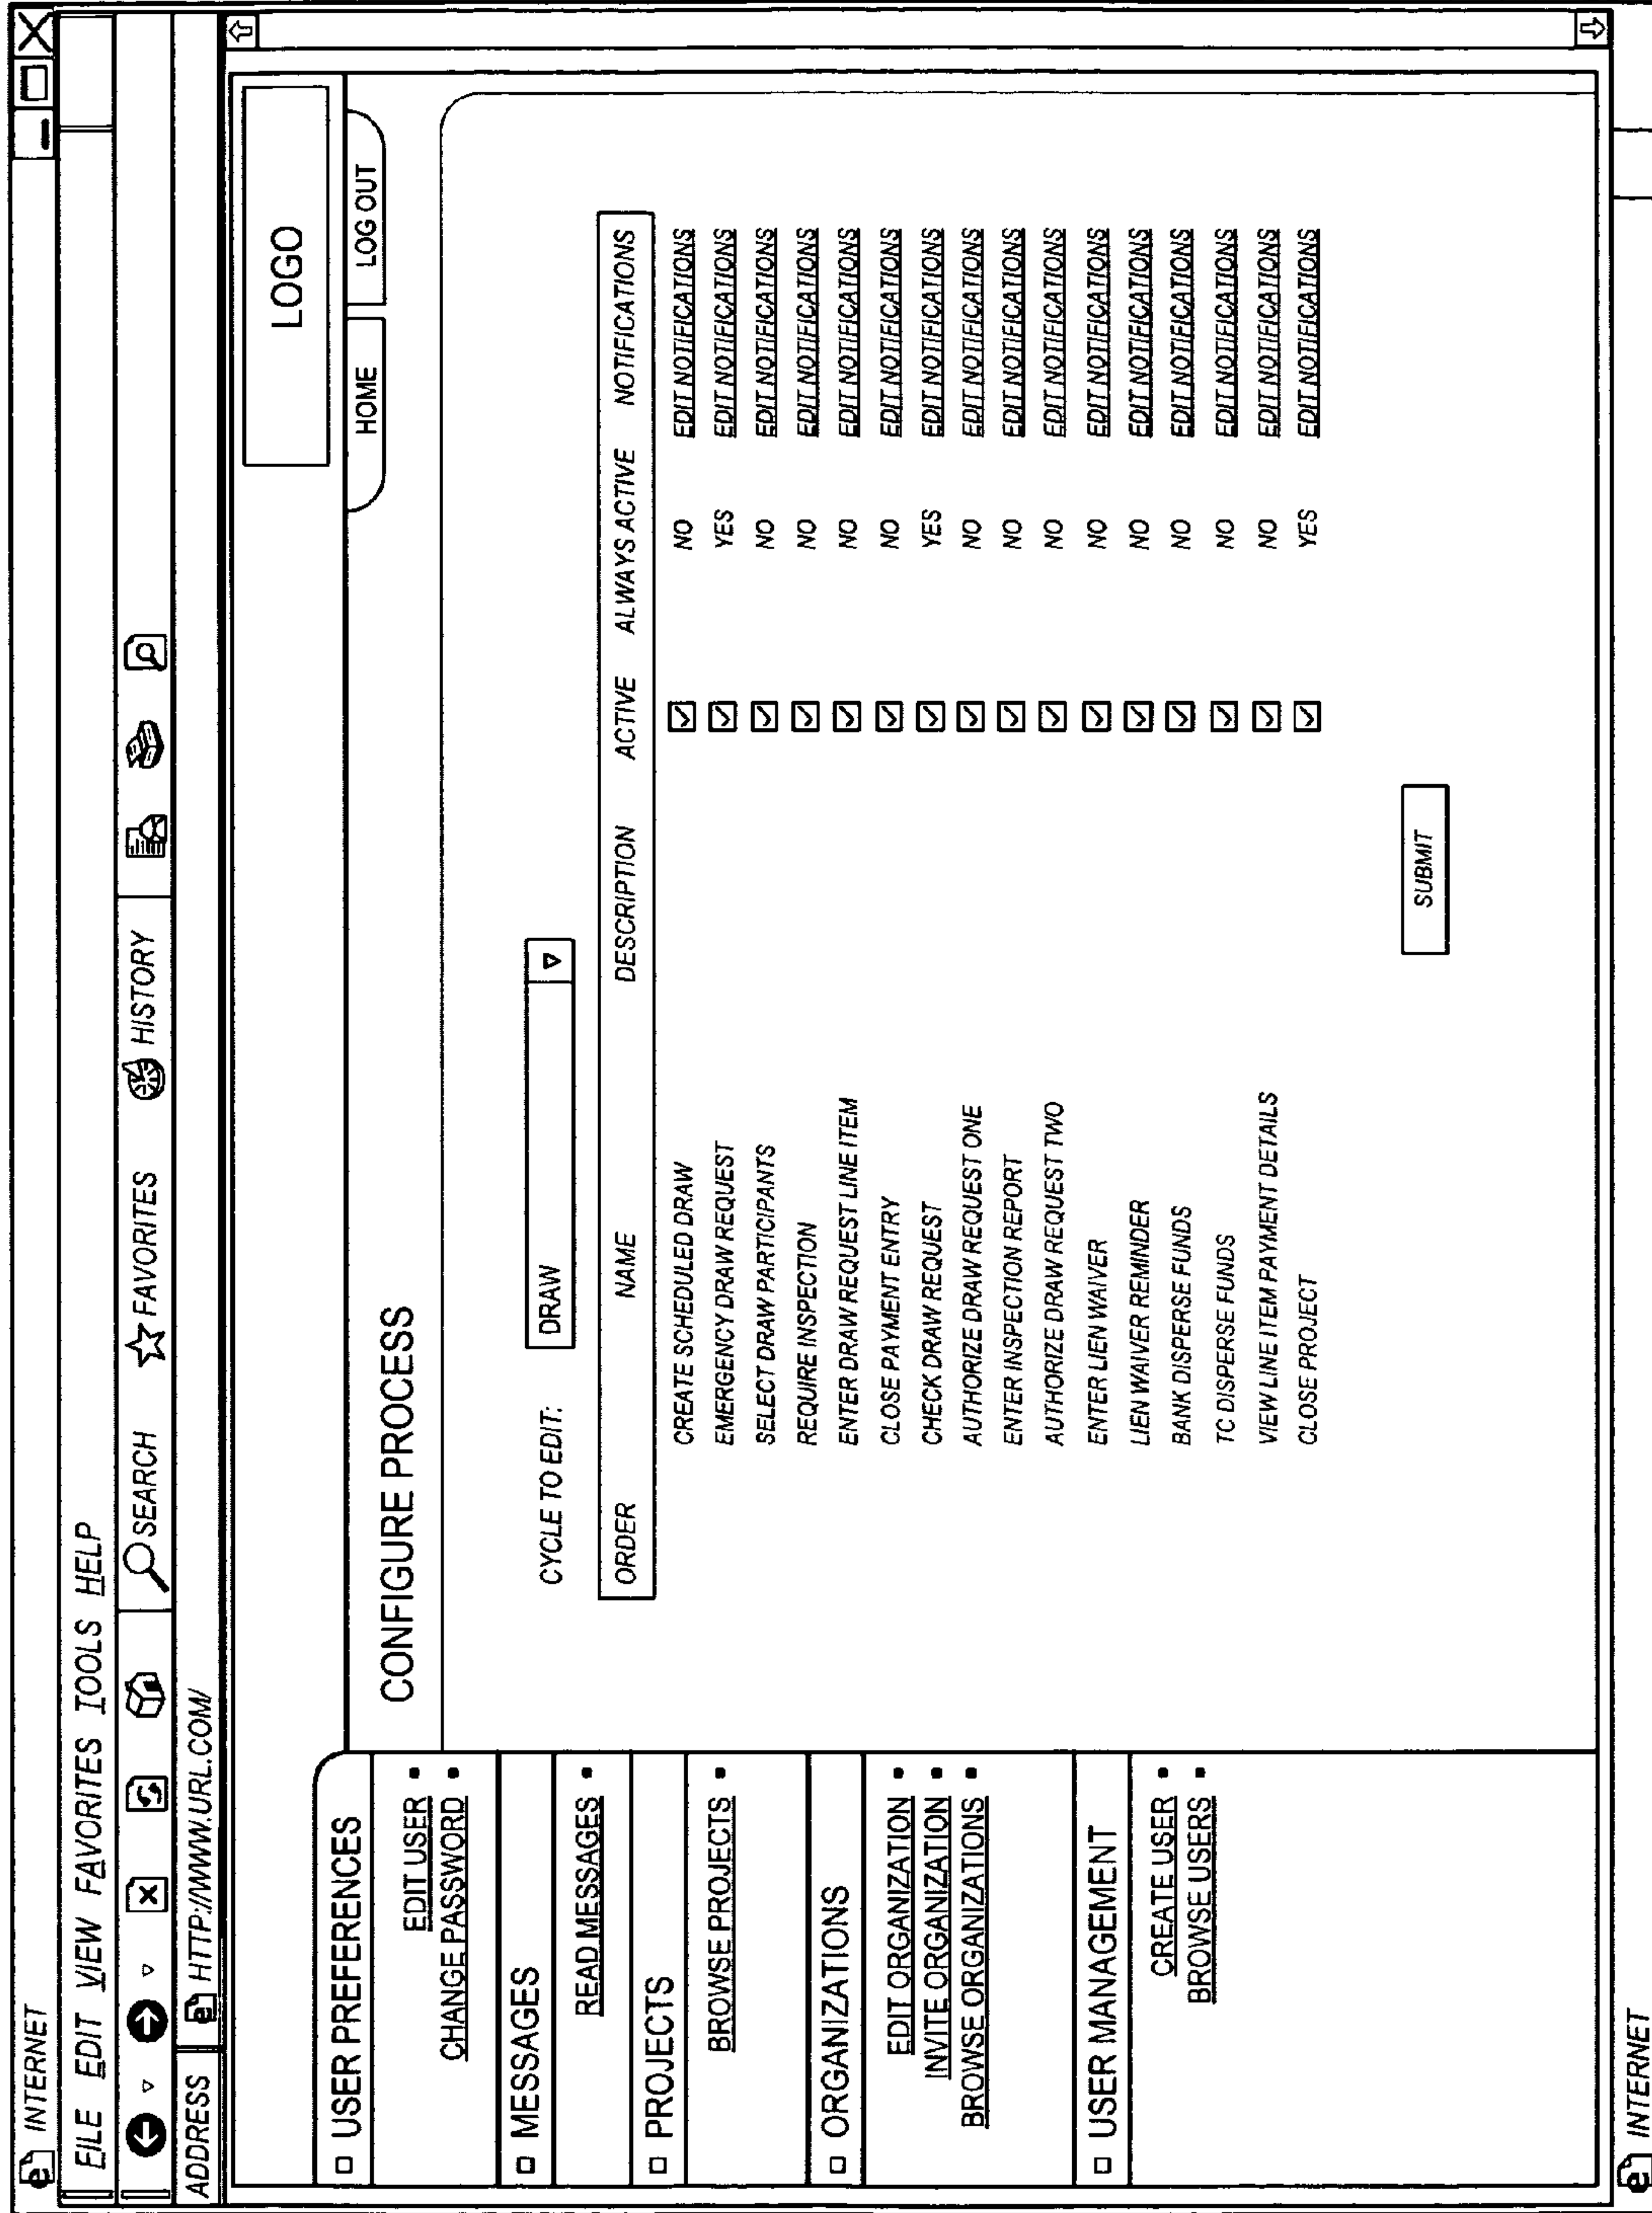 INTERNET
FILE EDIT VIEW FAVORITES TOOLS HELP
SEARCH FAVORITES HISTORY
ADDRESS HTTP://WWW.URL.COM/
LOGO
HOME LOG OUT
USER PREFERENCES
EDIT USER
CHANGE PASSWORD
MESSAGES
READ MESSAGES
PROJECTS
BROWSE PROJECTS
ORGANIZATIONS
EDIT ORGANIZATION
INVITE ORGANIZATION
BROWSE ORGANIZATIONS
USER MANAGEMENT
CREATE USER
BROWSE USERS
CONFIGURE PROCESS
CYCLE TO EDIT: DRAW
ORDER NAME DESCRIPTION ACTIVE ALWAYS ACTIVE NOTIFICATIONS
CREATE SCHEDULED DRAW NO EDIT NOTIFICATIONS
EMERGENCY DRAW REQUEST YES EDIT NOTIFICATIONS
SELECT DRAW PARTICIPANTS NO EDIT NOTIFICATIONS
REQUIRE INSPECTION NO EDIT NOTIFICATIONS
ENTER DRAW REQUEST LINE ITEM NO EDIT NOTIFICATIONS
CLOSE PAYMENT ENTRY NO EDIT NOTIFICATIONS
CHECK DRAW REQUEST YES EDIT NOTIFICATIONS
AUTHORIZE DRAW REQUEST ONE NO EDIT NOTIFICATIONS
ENTER INSPECTION REPORT NO EDIT NOTIFICATIONS
AUTHORIZE DRAW REQUEST TWO NO EDIT NOTIFICATIONS
ENTER LIEN WAIVER NO EDIT NOTIFICATIONS
LIEN WAIVER REMINDER NO EDIT NOTIFICATIONS
BANK DISPERSE FUNDS NO EDIT NOTIFICATIONS
TC DISPERSE FUNDS NO EDIT NOTIFICATIONS
VIEW LINE ITEM PAYMENT DETAILS NO EDIT NOTIFICATIONS
CLOSE PROJECT YES EDIT NOTIFICATIONS
SUBMIT
INTERNET